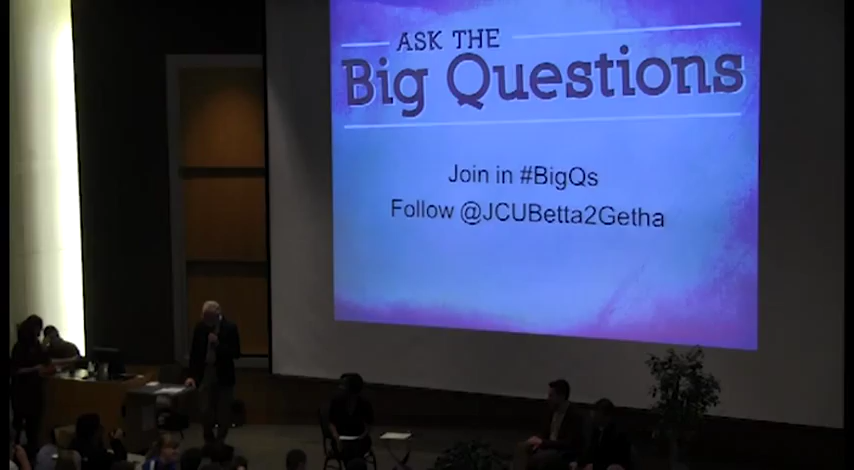 ASK THE
Big Questions
Join in #BigQs
Follow @JCUBetta2Getha